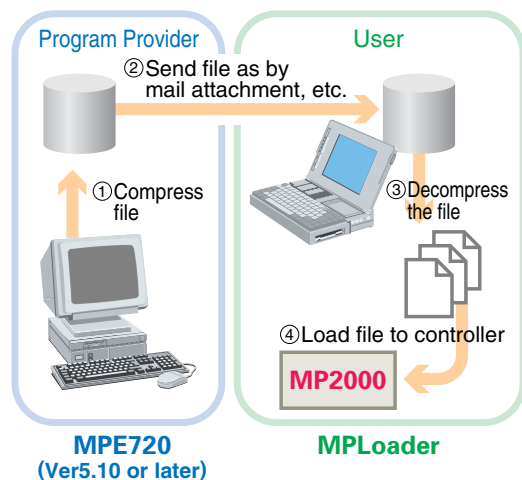 Program Provider
User
②Send file as by
mail attachment, etc.
①Compress
file
③Decompress
the file
④Load file to controller
MP2000
MPE720
(Ver5.10 or later)
MPLoader